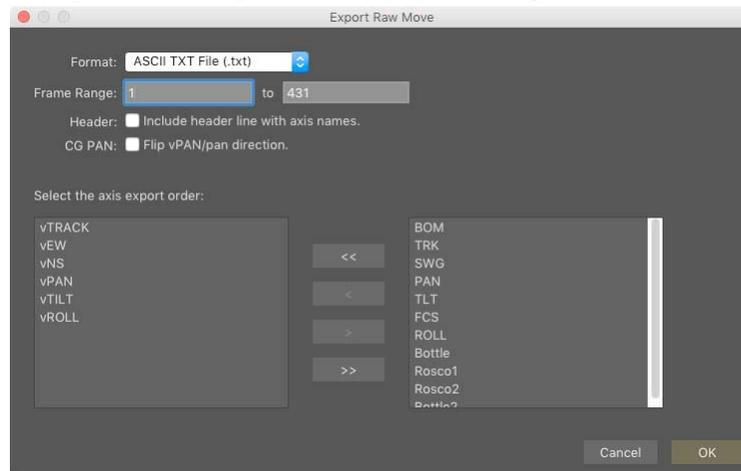 Export Raw Move
Format: ASCII TXT File (.txt)
Frame Range: 1 to 431
Header: Include header line with axis names.
CG PAN: Flip vPAN/pan direction.
Select the axis export order:
vTRACK
vEW
vNS
vPAN
vTILT
vROLL
<<
<
>
>>
BOM
TRK
SWG
PAN
TLT
FCS
ROLL
Bottle
Rosco1
Rosco2
Bottle2
Cancel OK